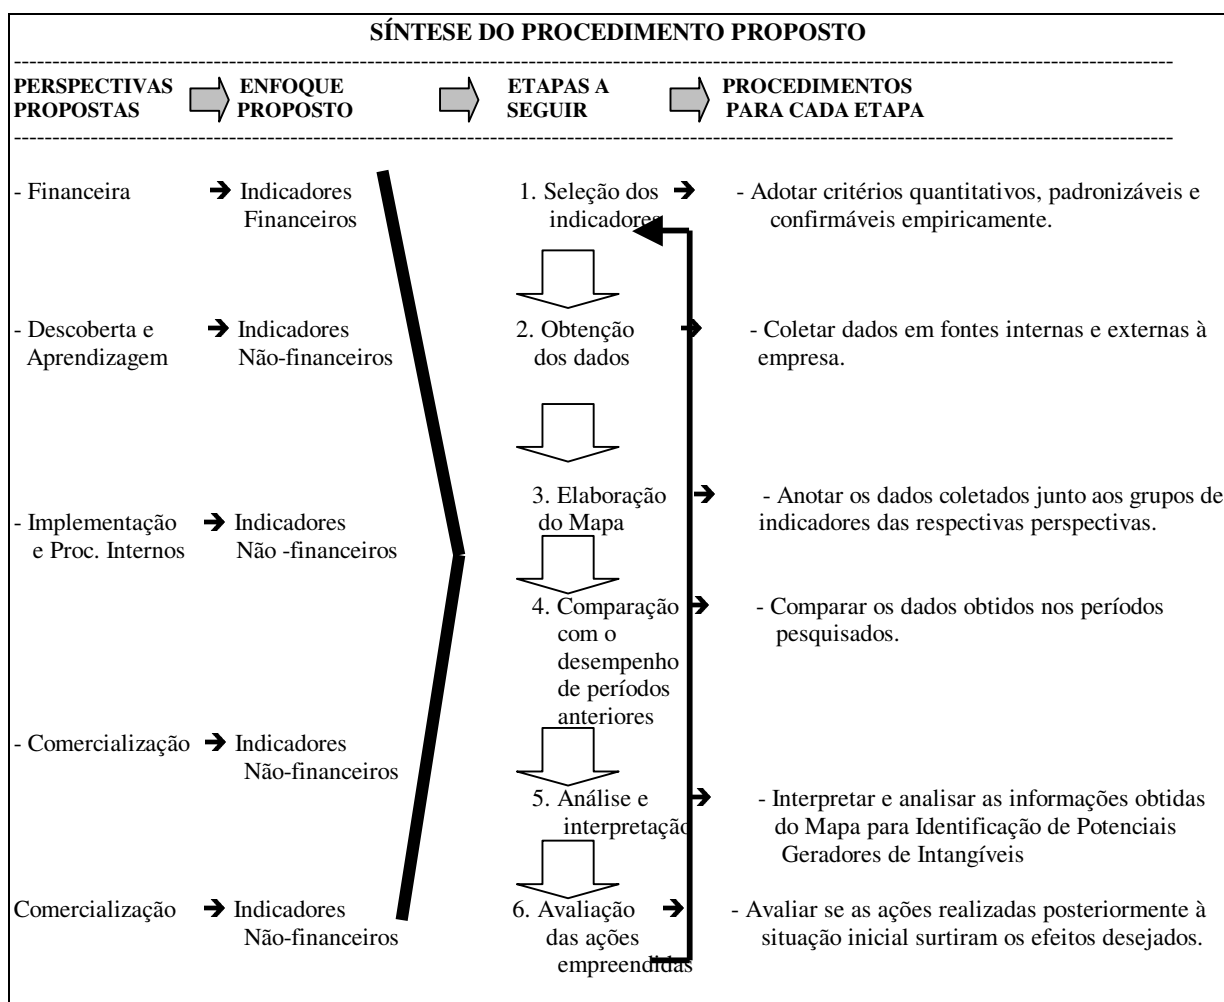 SÍNTESE DO PROCEDIMENTO PROPOSTO
PERSPECTIVAS
PROPOSTAS
ENFOQUE
PROPOSTO
ETAPAS A
SEGUIR
PROCEDIMENTOS
PARA CADA ETAPA
- Financeira
Indicadores
Financeiros
1. Seleção dos
indicadores
- Adotar critérios quantitativos, padronizáveis e
confirmáveis empiricamente.
- Descoberta e
Aprendizagem
Indicadores
Não-financeiros
2. Obtenção
dos dados
- Coletar dados em fontes internas e externas à
empresa.
- Implementação
e Proc. Internos
Indicadores
Não -financeiros
3. Elaboração
do Mapa
- Anotar os dados coletados junto aos grupos de
indicadores das respectivas perspectivas.
4. Comparação
com o
desempenho
de períodos
anteriores
- Comparar os dados obtidos nos períodos
pesquisados.
- Comercialização
Indicadores
Não-financeiros
5. Análise e
interpretação
- Interpretar e analisar as informações obtidas
do Mapa para Identificação de Potenciais
Geradores de Intangíveis
Comercialização
Indicadores
Não-financeiros
6. Avaliação
das ações
empreendidas
- Avaliar se as ações realizadas posteriormente à
situação inicial surtiram os efeitos desejados.